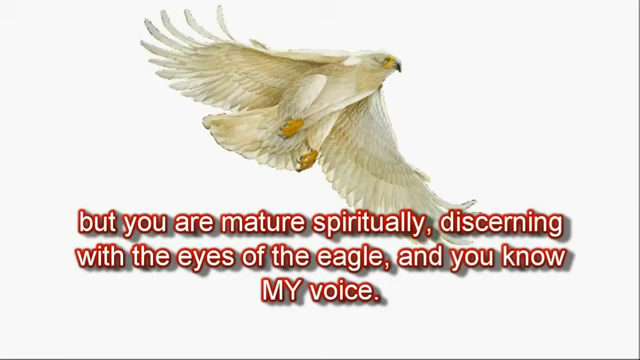 but you are mature spiritually, discerning
with the eyes of the eagle, and you know
MY voice.